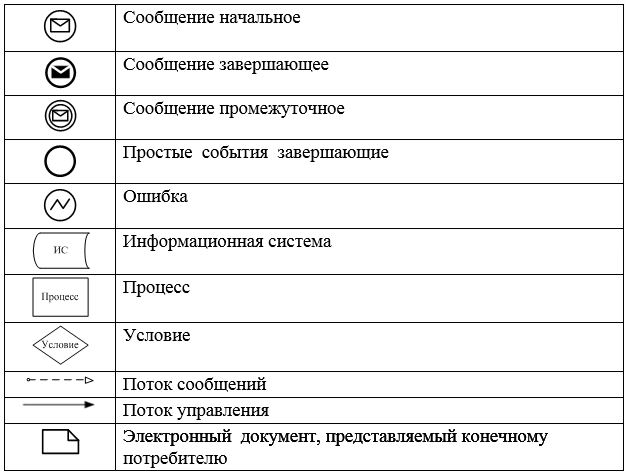 Сообщение начальное
Сообщение завершающее
Сообщение промежуточное
Простые события завершающие
Ошибка
ИС
Информационная система
Процесс
Процесс
Условие
Условие
Поток сообщений
Поток управления
Электронный документ, представляемый конечному
потребителю